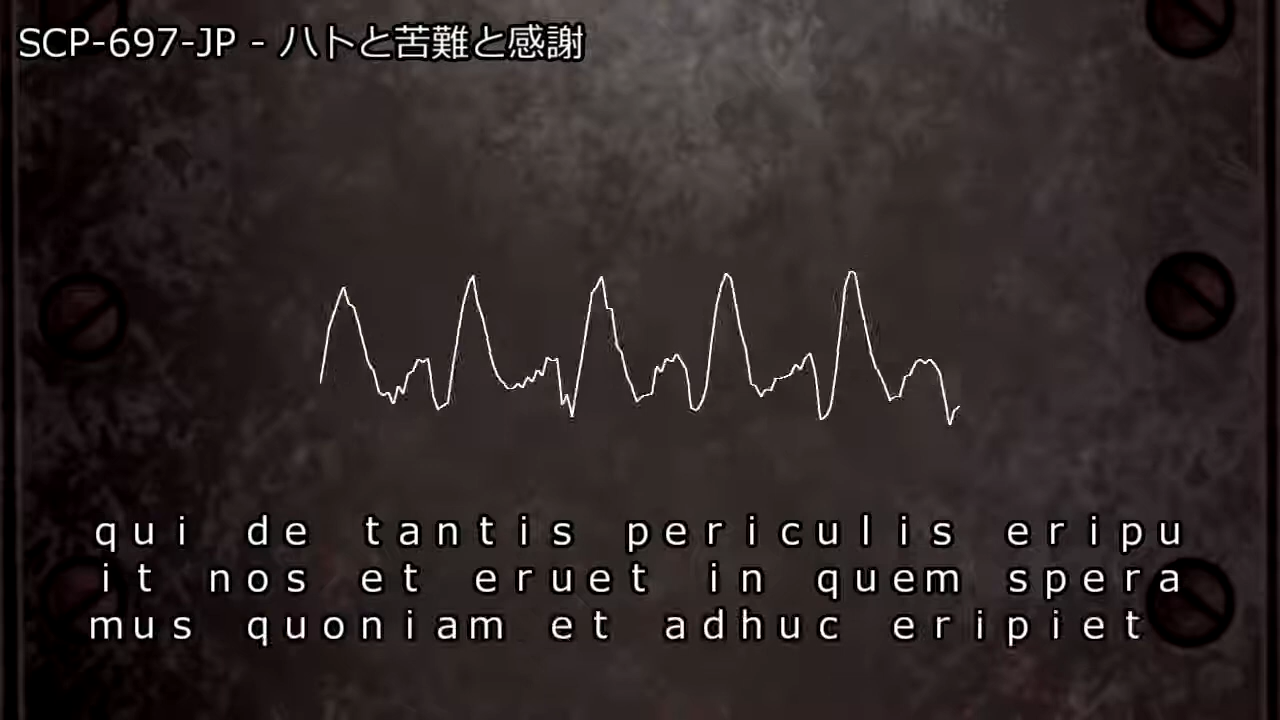 SCP-697-JP - ハトと苦難と感謝
qui de tantis periculis eripu
it nos et eruet in quem spera
mus quoniam et adhuc eripiet